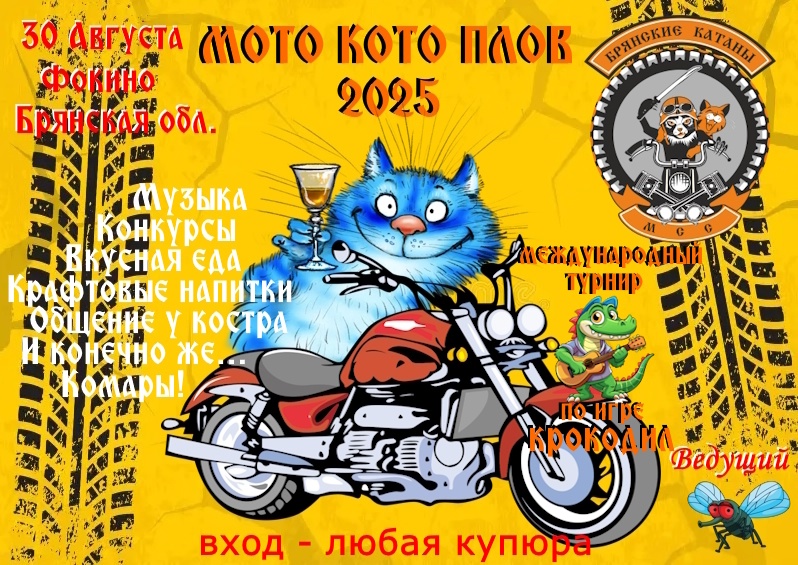 30 Августа
Фокино
Брянская обл.
МОТО КОТО ПЛОВ
2025
БРЯНСКИЕ КАТАНЫ
М С С
Музыка
Конкурсы
Вкусная еда
Крафтовые напитки
Общение у костра
И конечно же...
Комары!
международный
турнир
по игре
крокодил
Ведущий
вход - любая купюра